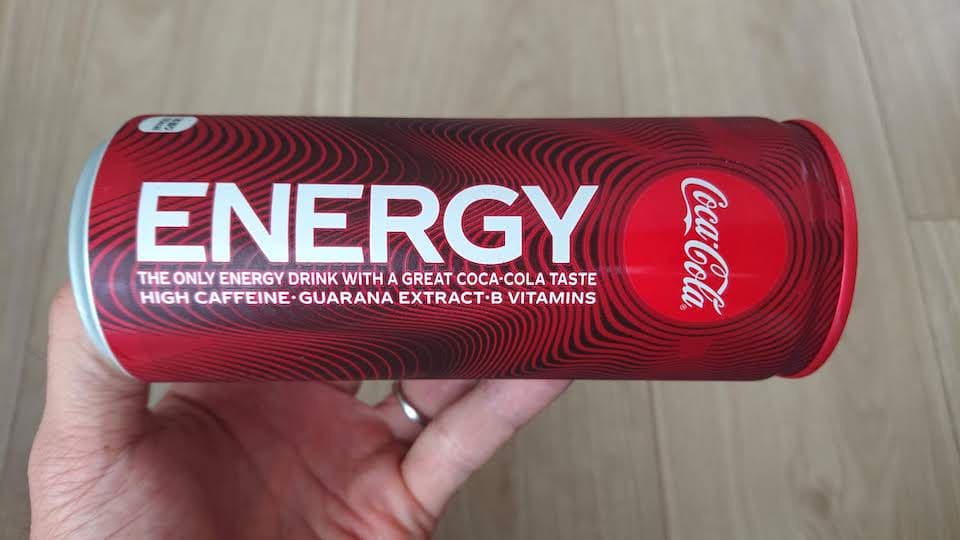 ENERGY
THE ONLY ENERGY DRINK WITH A GREAT COCA-COLA TASTE
HIGH CAFFEINE·GUARANA EXTRACT·B VITAMINS
Coca-Cola®